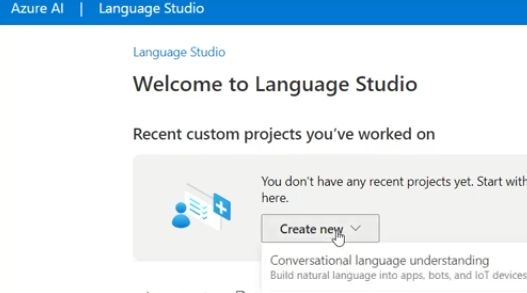 Azure AI | Language Studio
Language Studio
Welcome to Language Studio
Recent custom projects you've worked on
You don't have any recent projects yet. Start with
here.
Create new
Conversational language understanding
Build natural language into apps, bots, and IoT devices